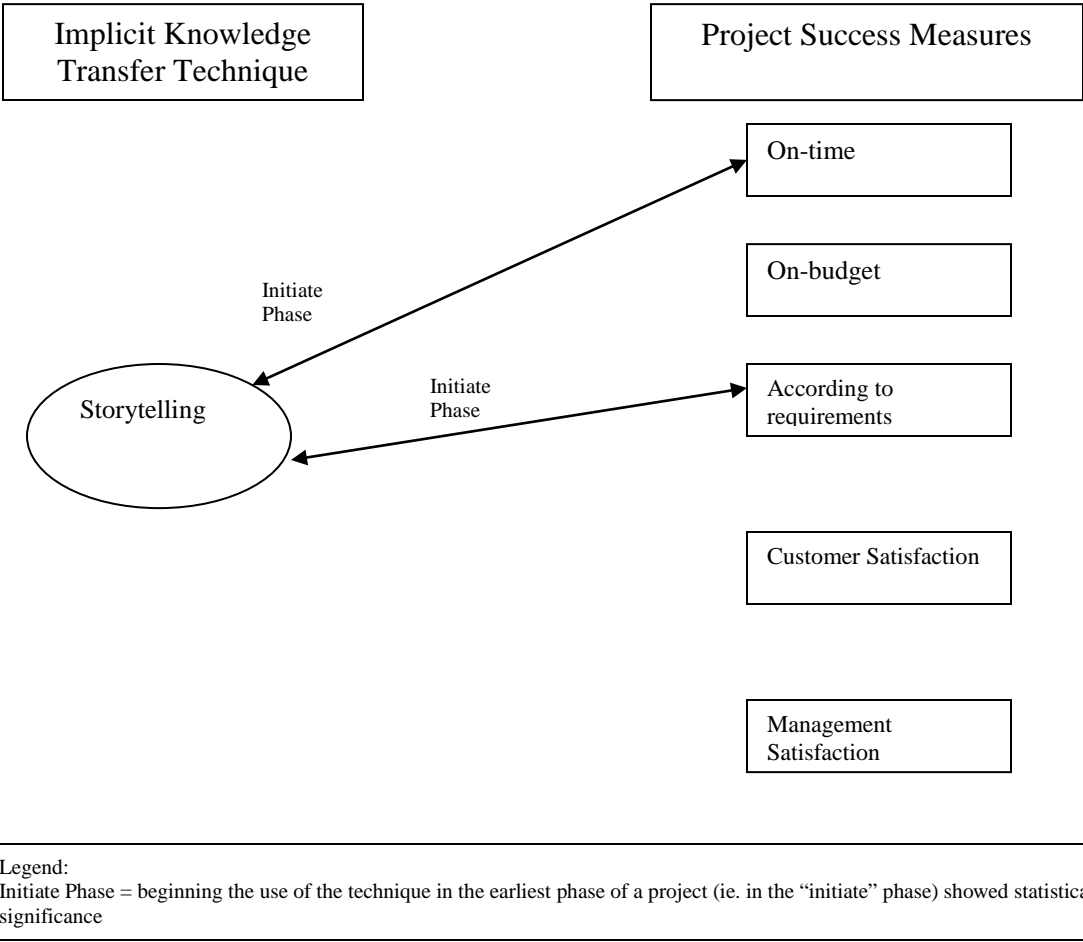 Implicit Knowledge
Transfer Technique
Project Success Measures
On-time
On-budget
Initiate
Phase
Storytelling
Initiate
Phase
According to
requirements
Customer Satisfaction
Management
Satisfaction
Legend:
Initiate Phase = beginning the use of the technique in the earliest phase of a project (ie. in the “initiate” phase) showed statistica
significance